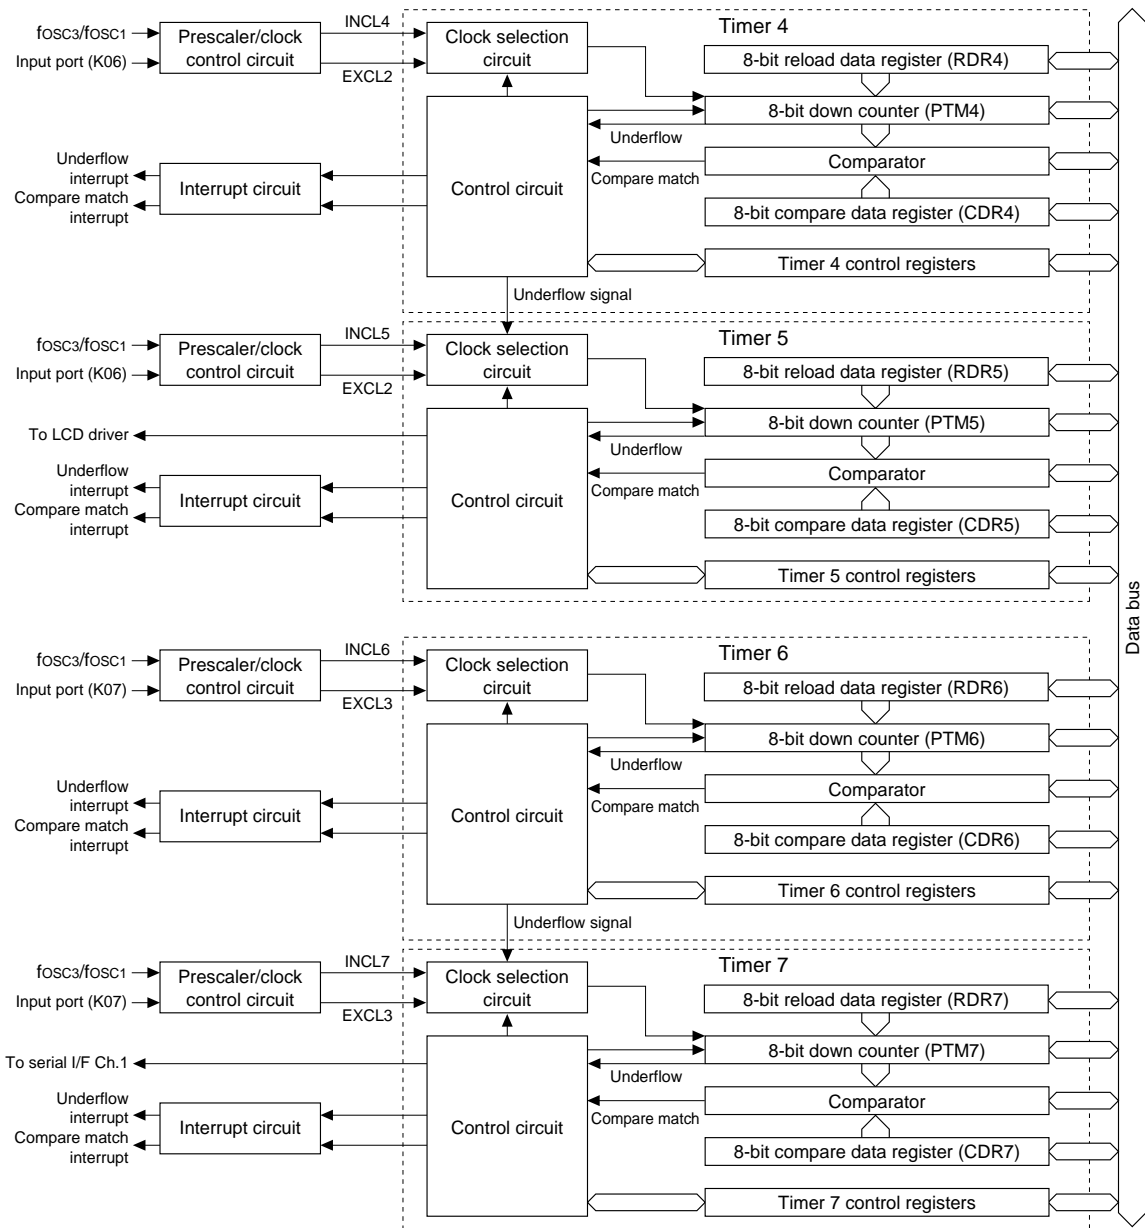 Timer 4
fOSC3/fOSC1
Input port (K06)
Prescaler/clock
control circuit
INCL4
EXCL2
Clock selection
circuit
8-bit reload data register (RDR4)
8-bit down counter (PTM4)
Underflow
Comparator
Compare match
8-bit compare data register (CDR4)
Timer 4 control registers
Control circuit
Underflow
interrupt
Compare match
interrupt
Interrupt circuit
Underflow signal
Timer 5
fOSC3/fOSC1
Input port (K06)
Prescaler/clock
control circuit
INCL5
EXCL2
Clock selection
circuit
8-bit reload data register (RDR5)
8-bit down counter (PTM5)
Underflow
Comparator
Compare match
8-bit compare data register (CDR5)
Timer 5 control registers
Control circuit
To LCD driver
Underflow
interrupt
Compare match
interrupt
Interrupt circuit
Data bus
Timer 6
fOSC3/fOSC1
Input port (K07)
Prescaler/clock
control circuit
INCL6
EXCL3
Clock selection
circuit
8-bit reload data register (RDR6)
8-bit down counter (PTM6)
Underflow
Comparator
Compare match
8-bit compare data register (CDR6)
Timer 6 control registers
Control circuit
Underflow
interrupt
Compare match
interrupt
Interrupt circuit
Underflow signal
Timer 7
fOSC3/fOSC1
Input port (K07)
Prescaler/clock
control circuit
INCL7
EXCL3
Clock selection
circuit
8-bit reload data register (RDR7)
8-bit down counter (PTM7)
Underflow
Comparator
Compare match
8-bit compare data register (CDR7)
Timer 7 control registers
Control circuit
To serial I/F Ch.1
Underflow
interrupt
Compare match
interrupt
Interrupt circuit